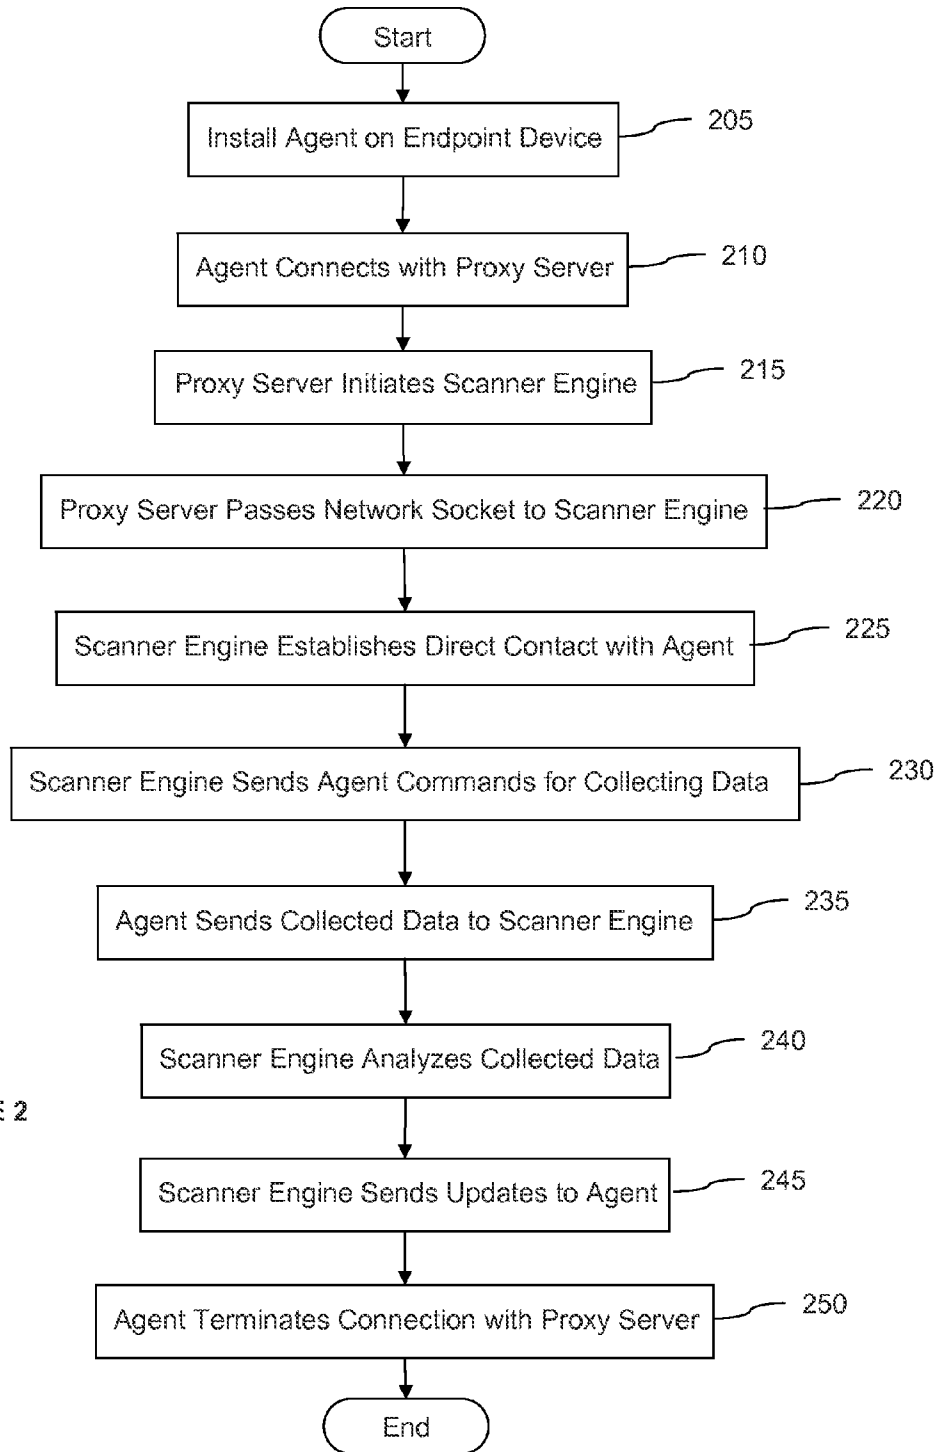 Start
Install Agent on Endpoint Device
205
Agent Connects with Proxy Server
210
Proxy Server Initiates Scanner Engine
215
Proxy Server Passes Network Socket to Scanner Engine
220
Scanner Engine Establishes Direct Contact with Agent
225
Scanner Engine Sends Agent Commands for Collecting Data
230
Agent Sends Collected Data to Scanner Engine
235
Scanner Engine Analyzes Collected Data
240
2
Scanner Engine Sends Updates to Agent
245
Agent Terminates Connection with Proxy Server
250
End